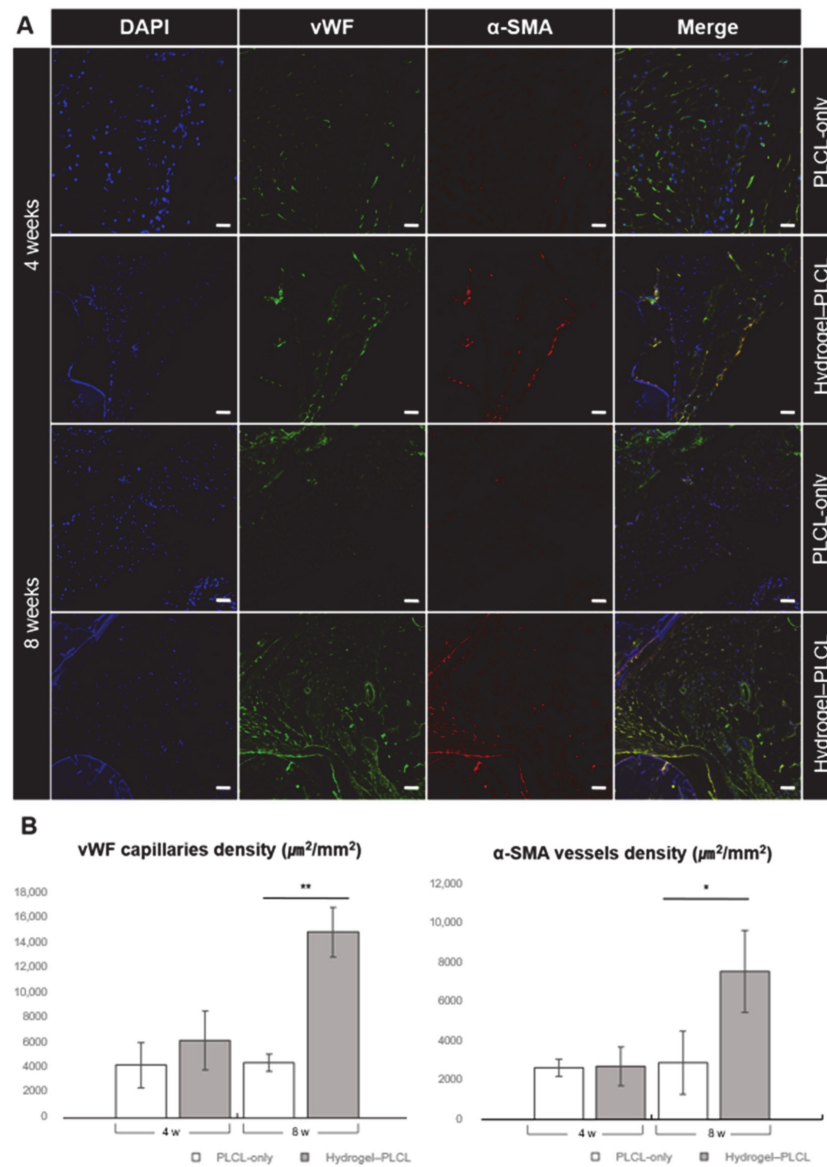 A
DAPI vWF α-SMA Merge
4 weeks
PLCL-only
Hydrogel–PLCL
8 weeks
PLCL-only
Hydrogel–PLCL
B
vWF capillaries density (μm²/mm²)
18,000
16,000
14,000
12,000
10,000
8000
6000
4000
2000
0
**
4 w 8 w
PLCL-only Hydrogel–PLCL
α-SMA vessels density (μm²/mm²)
12,000
10,000
8000
6000
4000
2000
0
*
4 w 8 w
PLCL-only Hydrogel–PLCL